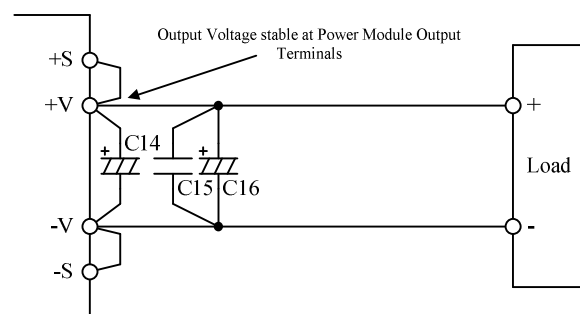 Output Voltage stable at Power Module Output
Terminals
+S
+V
+
C14
+
C15
C16
-V
-S
+
Load
-